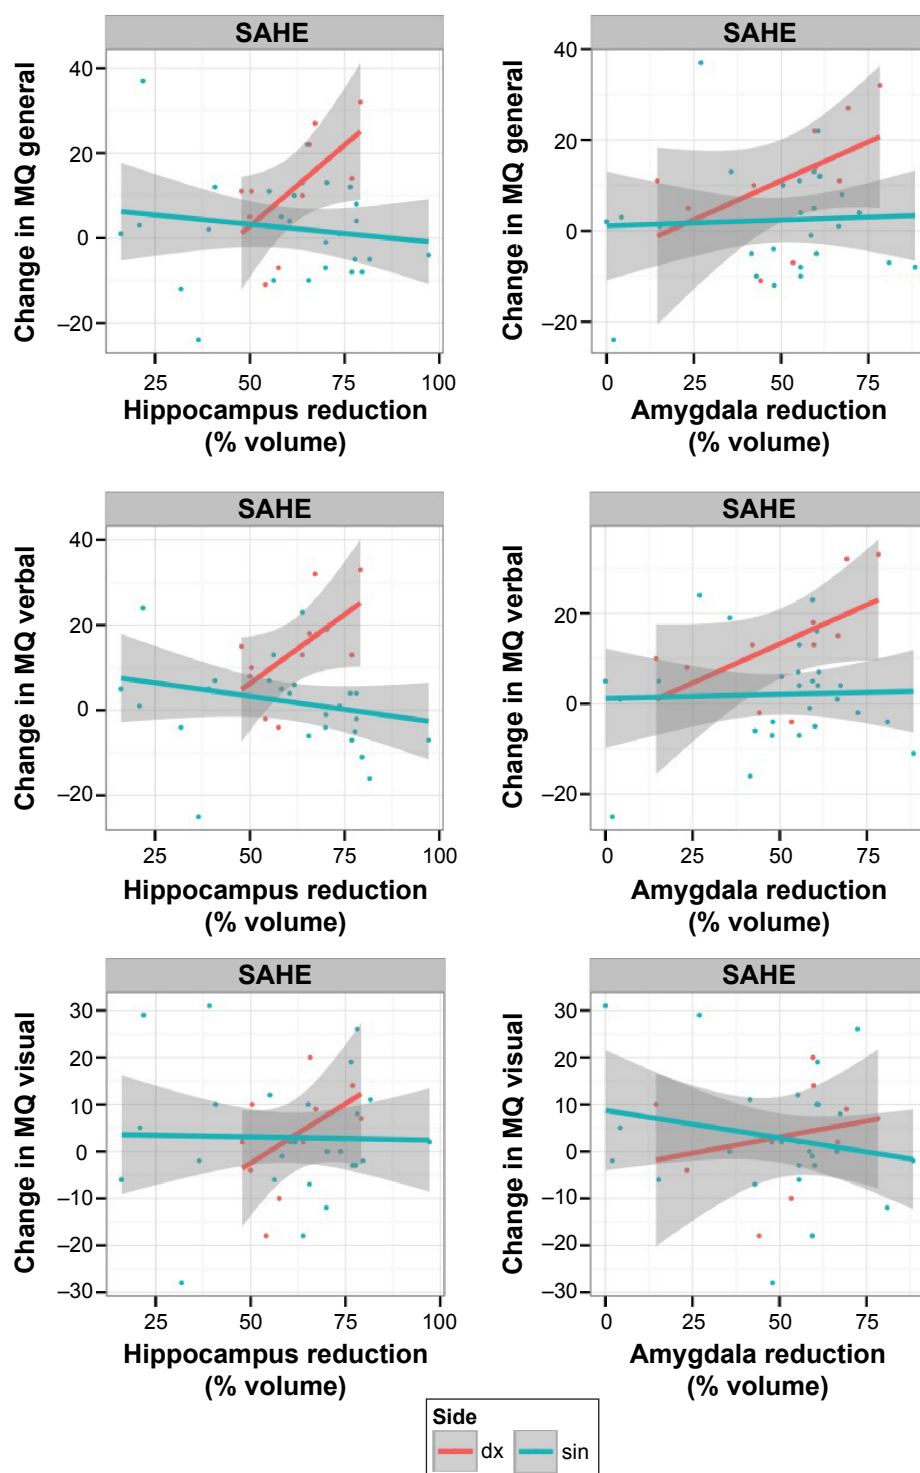 SAHE
Change in MQ general
40
20
0
–20
25 50 75 100
Hippocampus reduction
(% volume)
SAHE
Change in MQ general
40
20
0
–20
0 25 50 75
Amygdala reduction
(% volume)
SAHE
Change in MQ verbal
40
20
0
–20
25 50 75 100
Hippocampus reduction
(% volume)
SAHE
Change in MQ verbal
20
0
–20
0 25 50 75
Amygdala reduction
(% volume)
SAHE
Change in MQ visual
30
20
10
0
–10
–20
–30
25 50 75 100
Hippocampus reduction
(% volume)
SAHE
Change in MQ visual
30
20
10
0
–10
–20
–30
0 25 50 75
Amygdala reduction
(% volume)
Side
dx sin